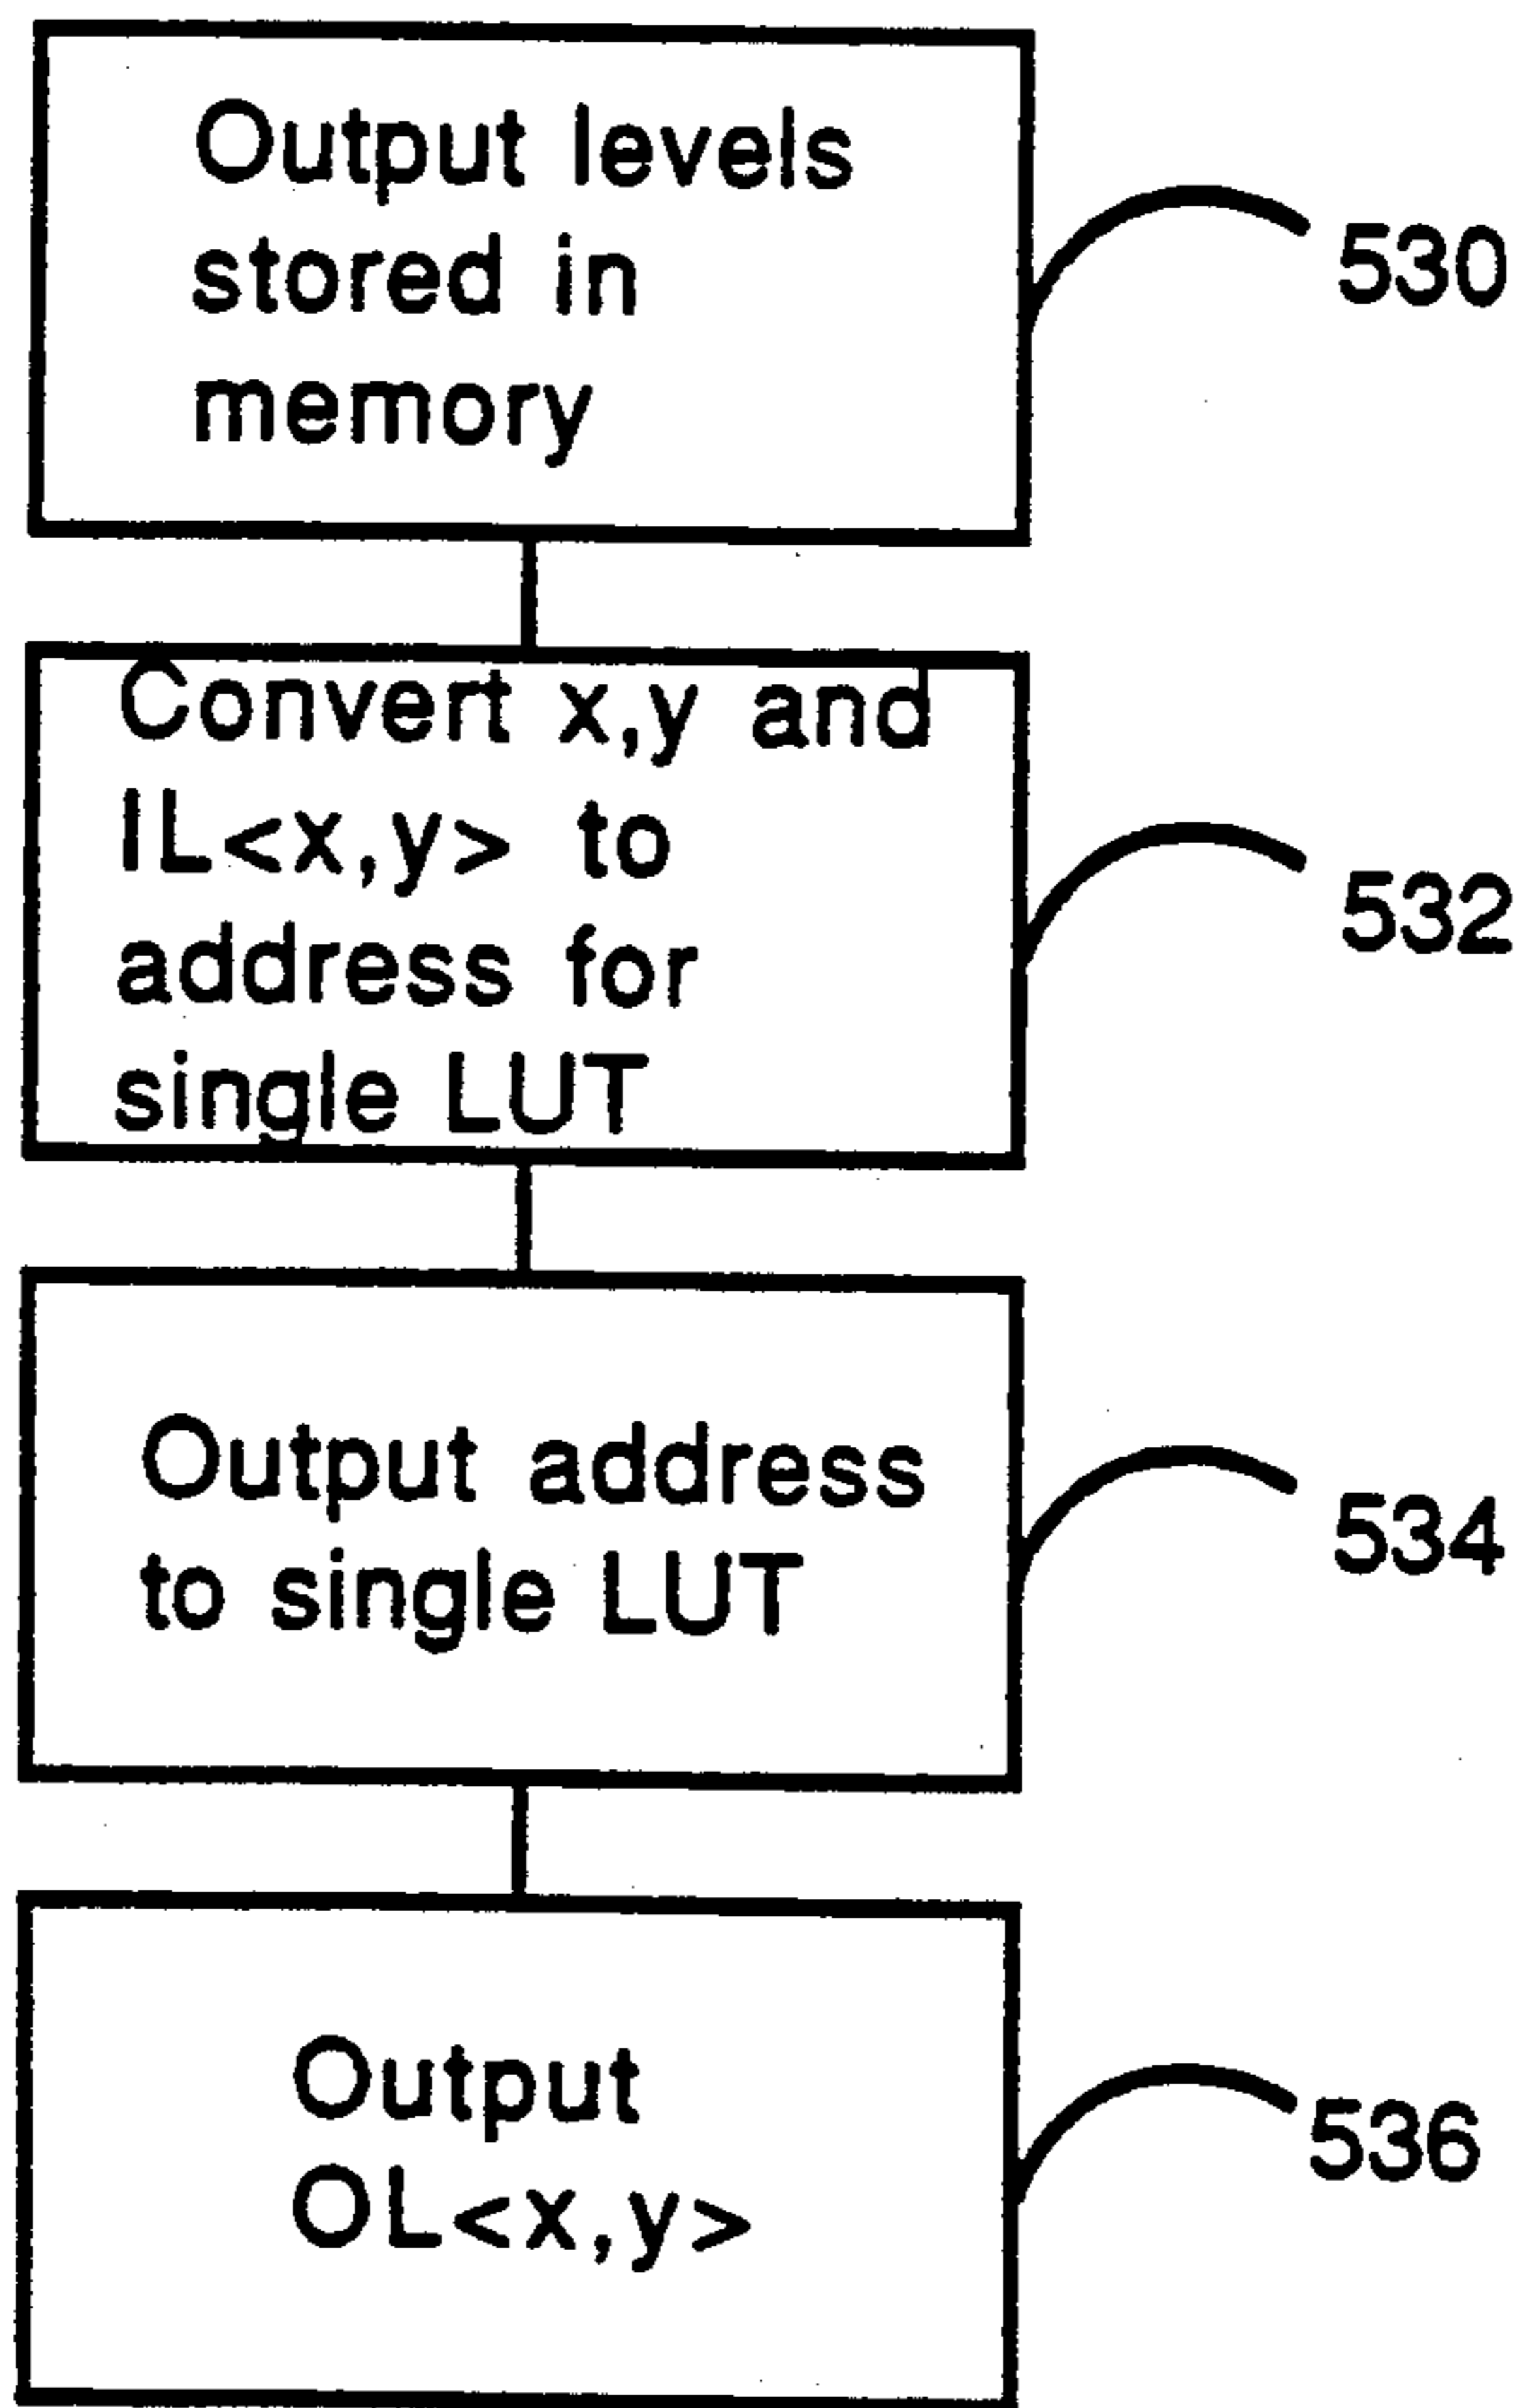 Output levels
stored in
memory
530
Convert x,y and
IL<x,y> to
address for
single LUT
532
Output address
to single LUT
534
Output
OL<x,y>
536